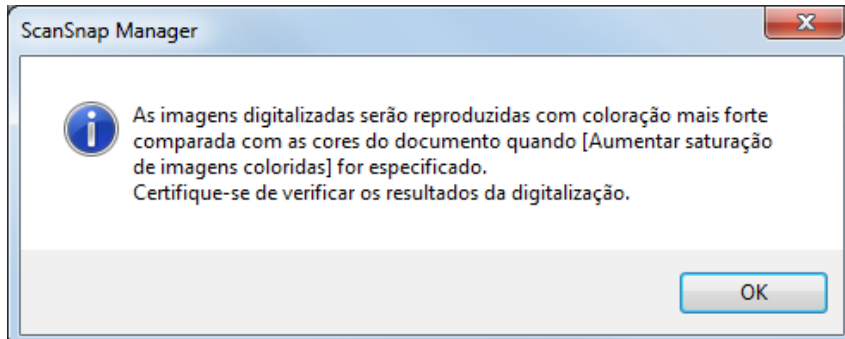 ScanSnap Manager
As imagens digitalizadas serão reproduzidas com coloração mais forte
comparada com as cores do documento quando [Aumentar saturação
de imagens coloridas] for especificado.
Certifique-se de verificar os resultados da digitalização.
OK